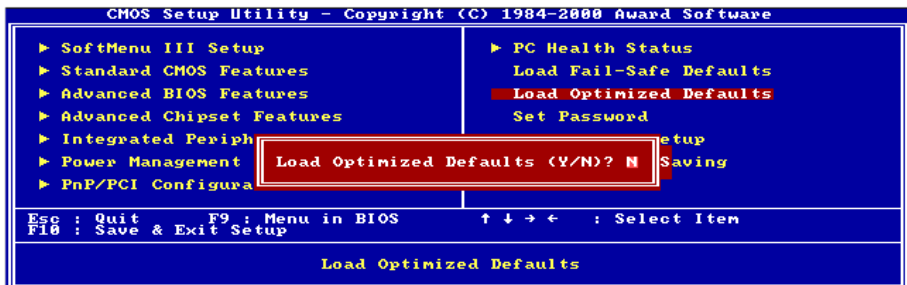 CMOS Setup Utility - Copyright (C) 1984-2000 Award Software
► SoftMenu III Setup
► Standard CMOS Features
► Advanced BIOS Features
► Advanced Chipset Features
► Integrated Periph
► Power Management
► PnP/PCI Configura
► PC Health Status
Load Fail-Safe Defaults
Load Optimized Defaults
Set Password
etup
Saving
Load Optimized Defaults (Y/N)? N
Esc : Quit F9 : Menu in BIOS ↑ ↓ → ← : Select Item
F10 : Save & Exit Setup
Load Optimized Defaults